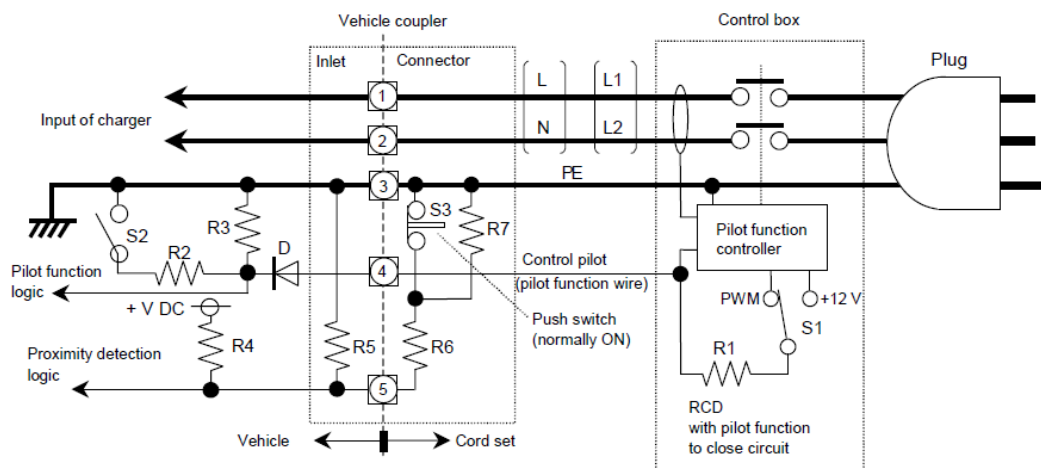 Vehicle coupler
Control box
Inlet
Connector
Plug
L
L1
1
Input of charger
N
L2
2
PE
3
S3
R7
S2
R3
D
R2
Pilot function
controller
4
Control pilot
(pilot function wire)
Pilot function
logic
+ V DC
PWM
+12 V
S1
Push switch
(normally ON)
R4
R5
R6
R1
Proximity detection
logic
5
RCD
with pilot function
to close circuit
Vehicle
Cord set